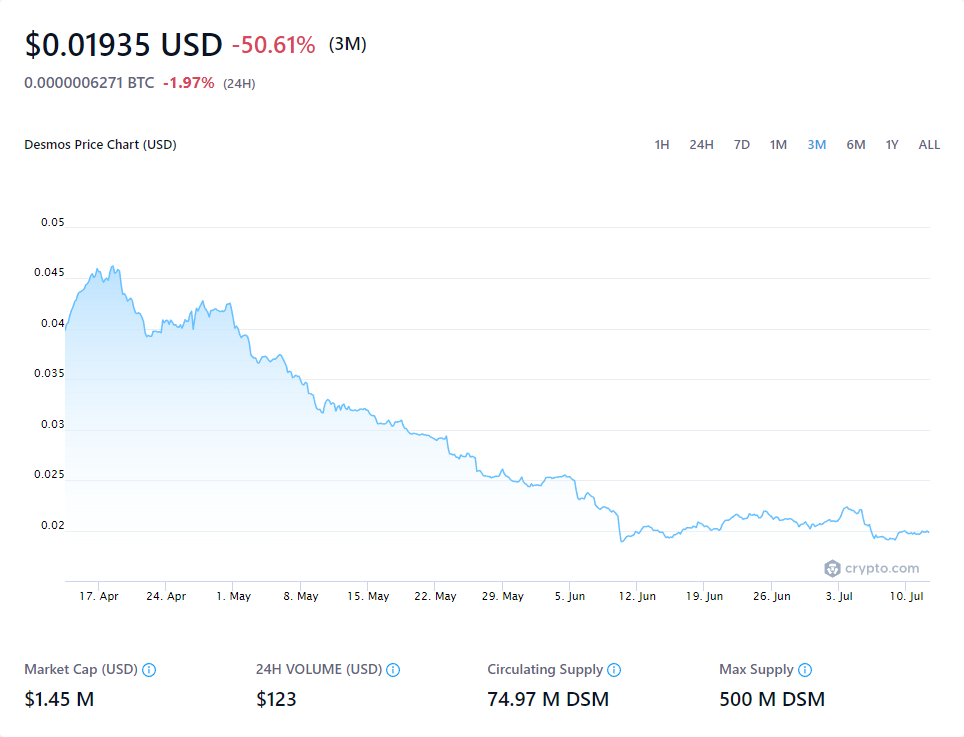 $0.01935 USD -50.61% (3M)
0.0000006271 BTC -1.97% (24H)
Desmos Price Chart (USD) 1H 24H 7D 1M 3M 6M 1Y ALL
0.05
0.045
0.04
0.035
0.03
0.025
0.02
crypto.com
17. Apr 24. Apr 1. May 8. May 15. May 22. May 29. May 5. Jun 12. Jun 19. Jun 26. Jun 3. Jul 10. Jul
Market Cap (USD) 24H VOLUME (USD) Circulating Supply Max Supply
$1.45 M $123 74.97 M DSM 500 M DSM